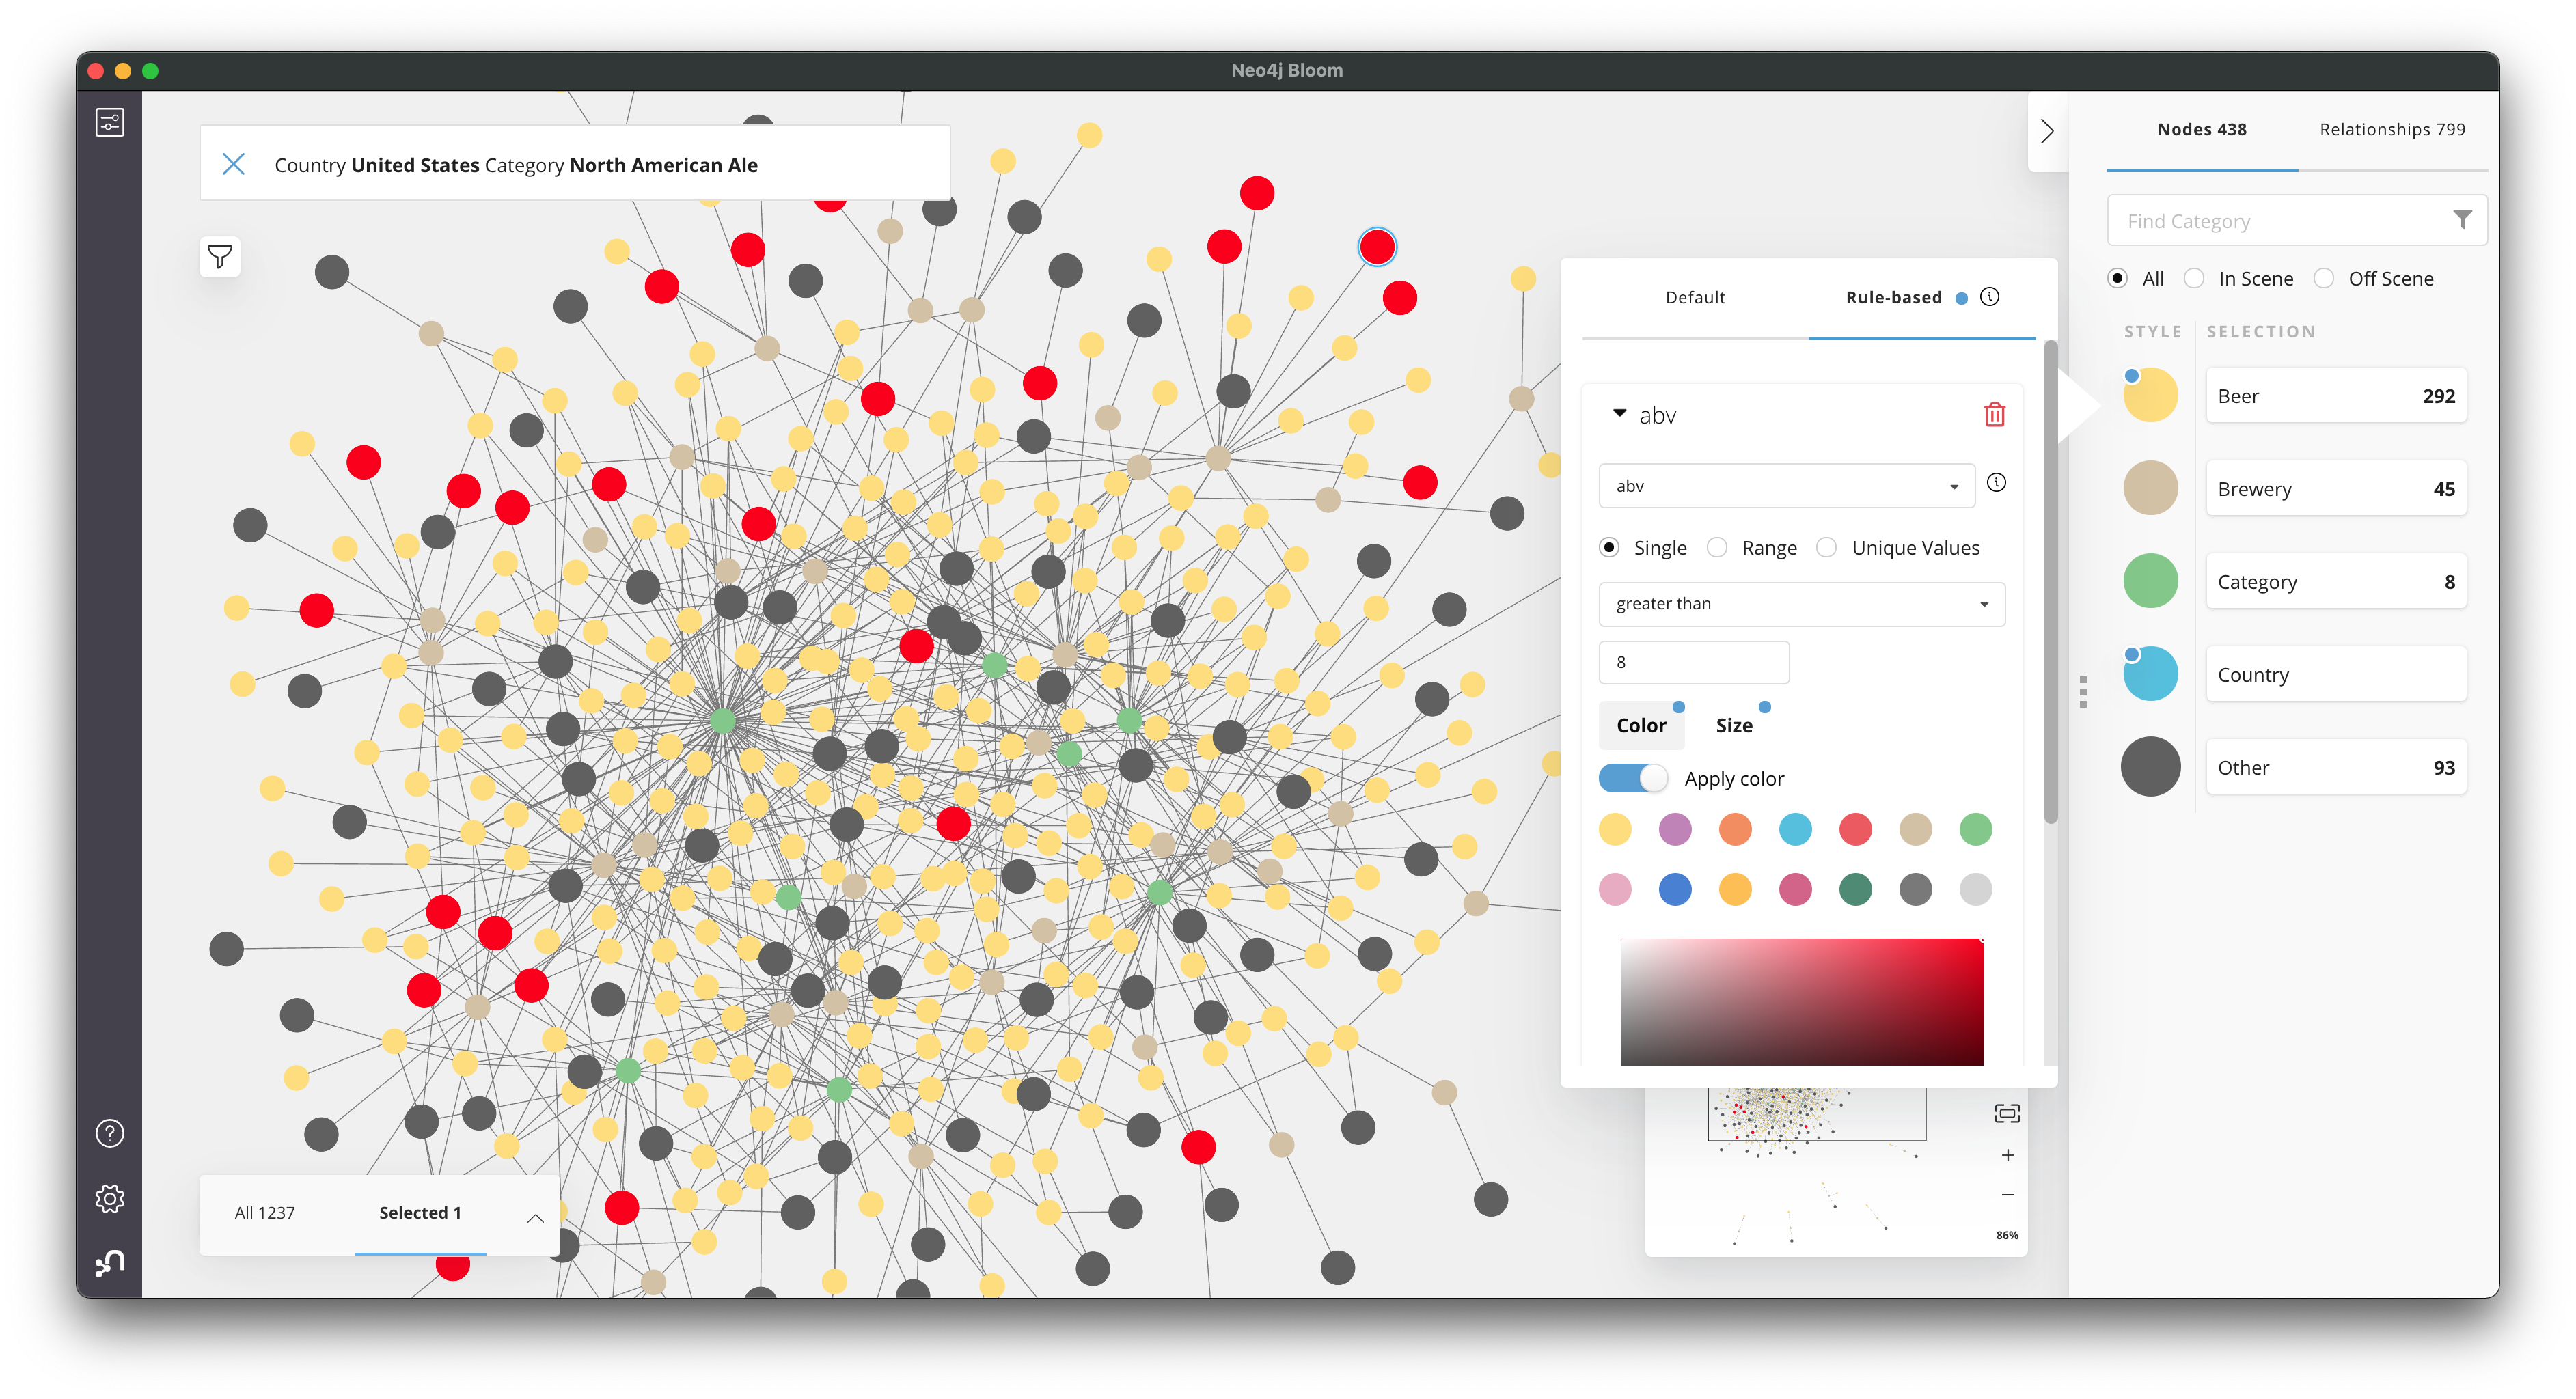 Neo4j Bloom
Country United States Category North American Ale
Nodes 438
Relationships 799
Find Category
All
In Scene
Off Scene
STYLE
SELECTION
Beer
292
Brewery
45
Category
8
Country
Other
93
Default
Rule-based
abv
abv
Single
Range
Unique Values
greater than
8
Color
Size
Apply color
All 1237
Selected 1
86%